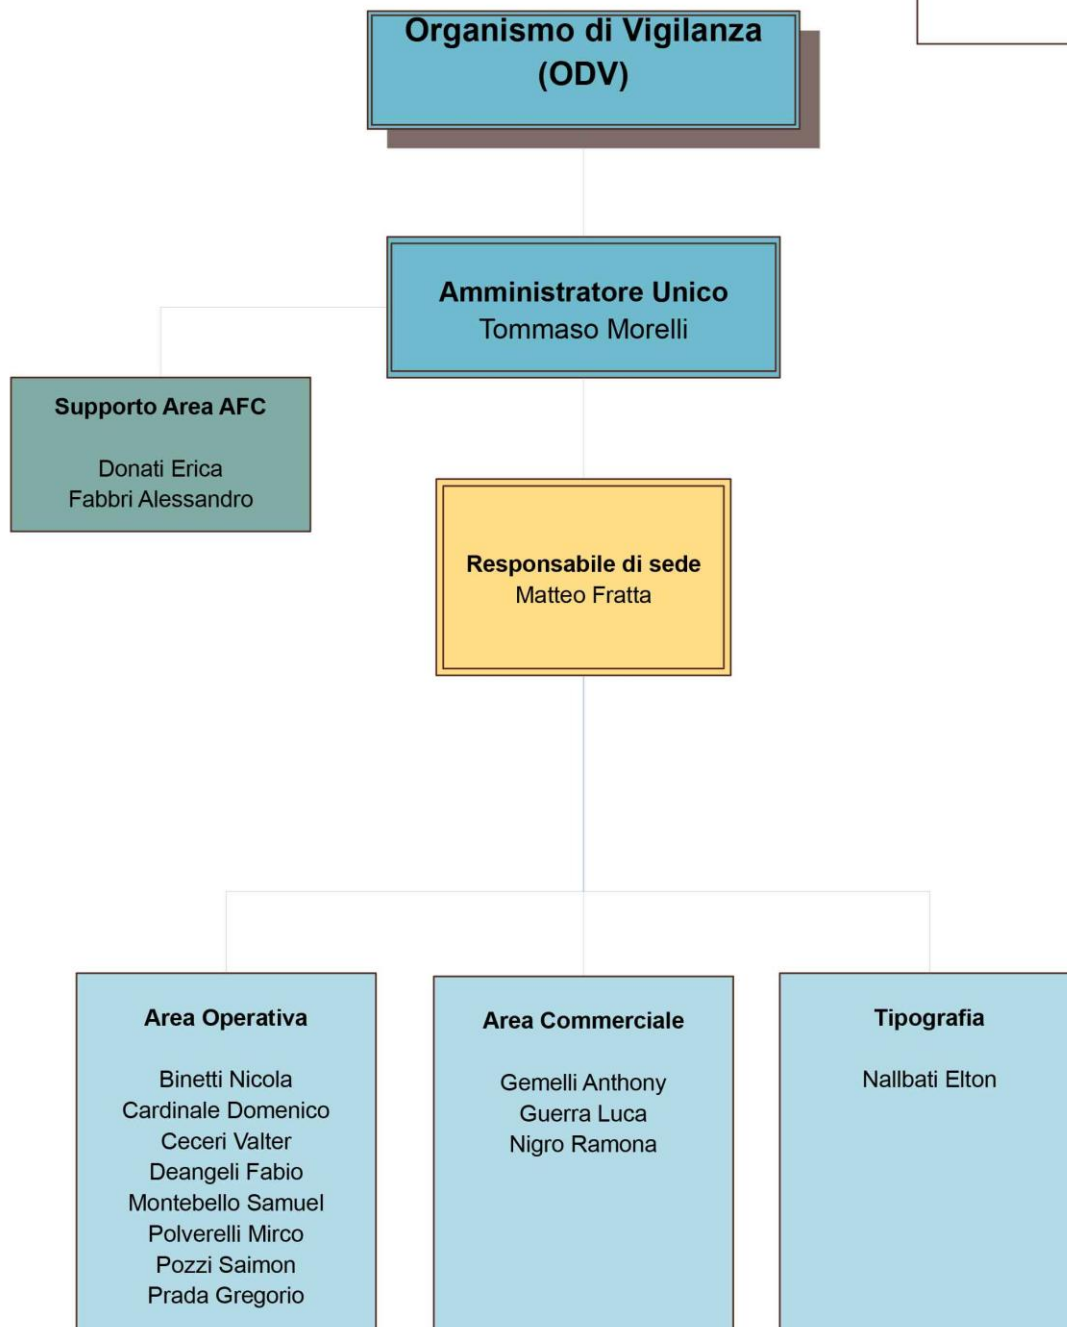 Organismo di Vigilanza
(ODV)
Amministratore Unico
Tommaso Morelli
Supporto Area AFC
Donati Erica
Fabbri Alessandro
Responsabile di sede
Matteo Fratta
Area Operativa
Binetti Nicola
Cardinale Domenico
Ceceri Valter
Deangeli Fabio
Montebello Samuel
Polverelli Mirco
Pozzi Saimon
Prada Gregorio
Area Commerciale
Gemelli Anthony
Guerra Luca
Nigro Ramona
Tipografia
Nallbati Elton